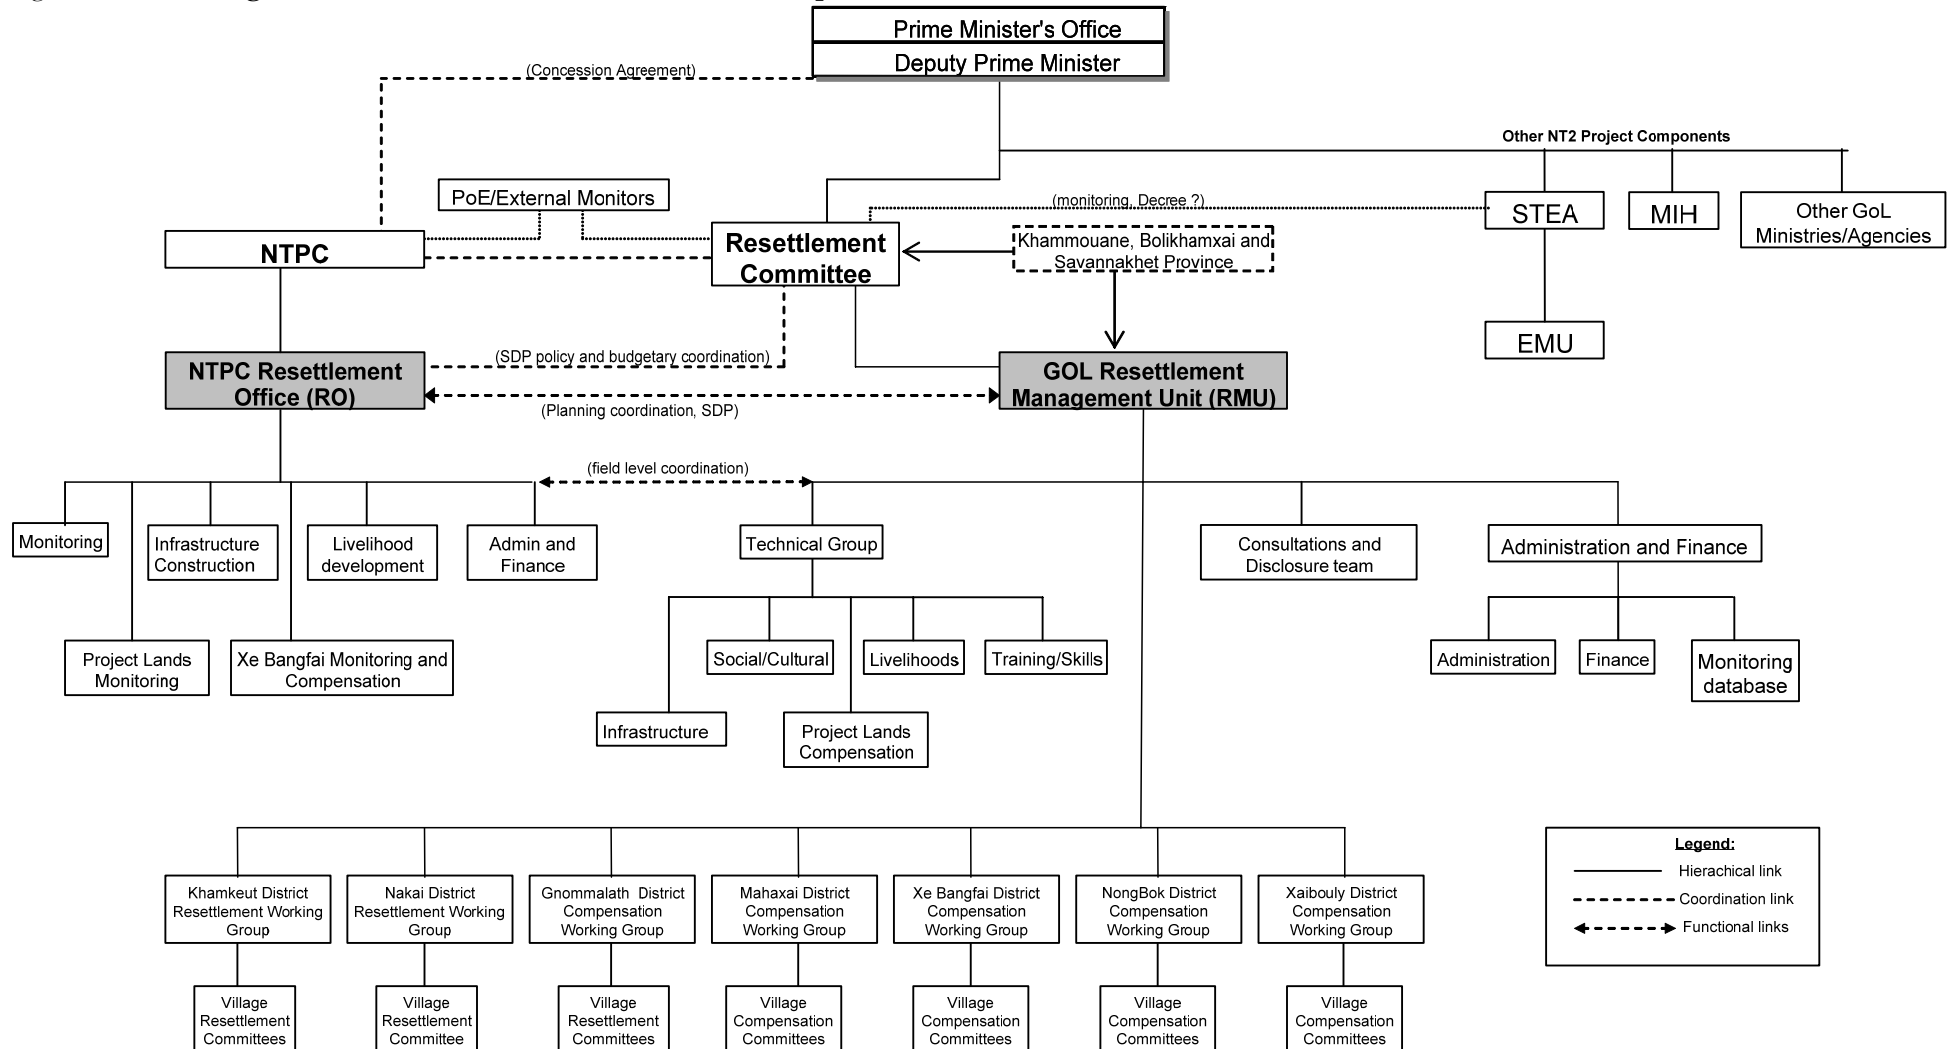 Prime Minister's Office
Deputy Prime Minister
(Concession Agreement)
Other NT2 Project Components
PoE/External Monitors
(monitoring, Decree ?)
STEA
MIH
Other GoL
Ministries/Agencies
NTPC
Resettlement
Committee
Khammouane, Bolikhamxai and
Savannakhet Province
EMU
(SDP policy and budgetary coordination)
NTPC Resettlement
Office (RO)
GOL Resettlement
Management Unit (RMU)
(Planning coordination, SDP)
(field level coordination)
Monitoring
Infrastructure
Construction
Livelihood
development
Admin and
Finance
Technical Group
Consultations and
Disclosure team
Administration and Finance
Project Lands
Monitoring
Xe Bangfai Monitoring and
Compensation
Social/Cultural
Livelihoods
Training/Skills
Administration
Finance
Monitoring
database
Infrastructure
Project Lands
Compensation
Legend:
Hierachical link
Coordination link
Functional links
Khamkeut District
Resettlement Working
Group
Nakai District
Resettlement Working
Group
Gnommalath District
Compensation
Working Group
Mahaxai District
Compensation
Working Group
Xe Bangfai District
Compensation
Working Group
NongBok District
Compensation
Working Group
Xaibouly District
Compensation
Working Group
Village
Resettlement
Committees
Village
Resettlement
Committee
Village
Resettlement
Committees
Village
Compensation
Committees
Village
Compensation
Committees
Village
Compensation
Committees
Village
Compensation
Committees